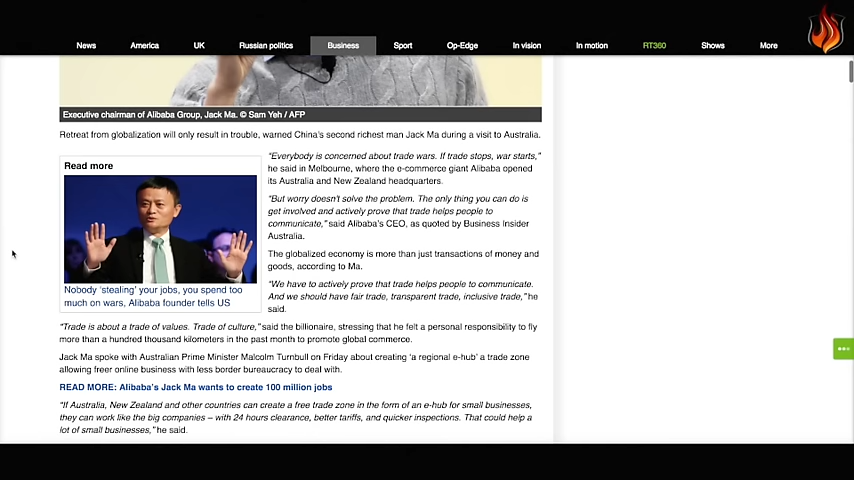 News America UK Russian politics Business Sport Op-Edge In vision In motion RT360 Shows More
Executive chairman of Alibaba Group, Jack Ma. © Sam Yeh / AFP
Retreat from globalization will only result in trouble, warned China's second richest man Jack Ma during a visit to Australia.
Read more
Nobody 'stealing' your jobs, you spend too
much on wars, Alibaba founder tells US
"Everybody is concerned about trade wars. If trade stops, war starts,"
he said in Melbourne, where the e-commerce giant Alibaba opened
its Australia and New Zealand headquarters.
"But worry doesn't solve the problem. The only thing you can do is
get involved and actively prove that trade helps people to
communicate," said Alibaba's CEO, as quoted by Business Insider
Australia.
The globalized economy is more than just transactions of money and
goods, according to Ma.
"We have to actively prove that trade helps people to communicate.
And we should have fair trade, transparent trade, inclusive trade," he
said.
"Trade is about a trade of values. Trade of culture," said the billionaire, stressing that he felt a personal responsibility to fly
more than a hundred thousand kilometers in the past month to promote global commerce.
Jack Ma spoke with Australian Prime Minister Malcolm Turnbull on Friday about creating 'a regional e-hub' a trade zone
allowing freer online business with less border bureaucracy to deal with.
READ MORE: Alibaba's Jack Ma wants to create 100 million jobs
"If Australia, New Zealand and other countries can create a free trade zone in the form of an e-hub for small businesses,
they can work like the big companies – with 24 hours clearance, better tariffs, and quicker inspections. That could help a
lot of small businesses," he said.